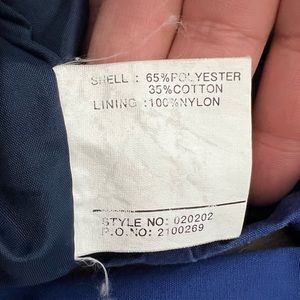 SHELL : 65%POLYESTER
35%COTTON
LINING :100%NYLON
STYLE NO: 020202
P.O.NO: 2100269